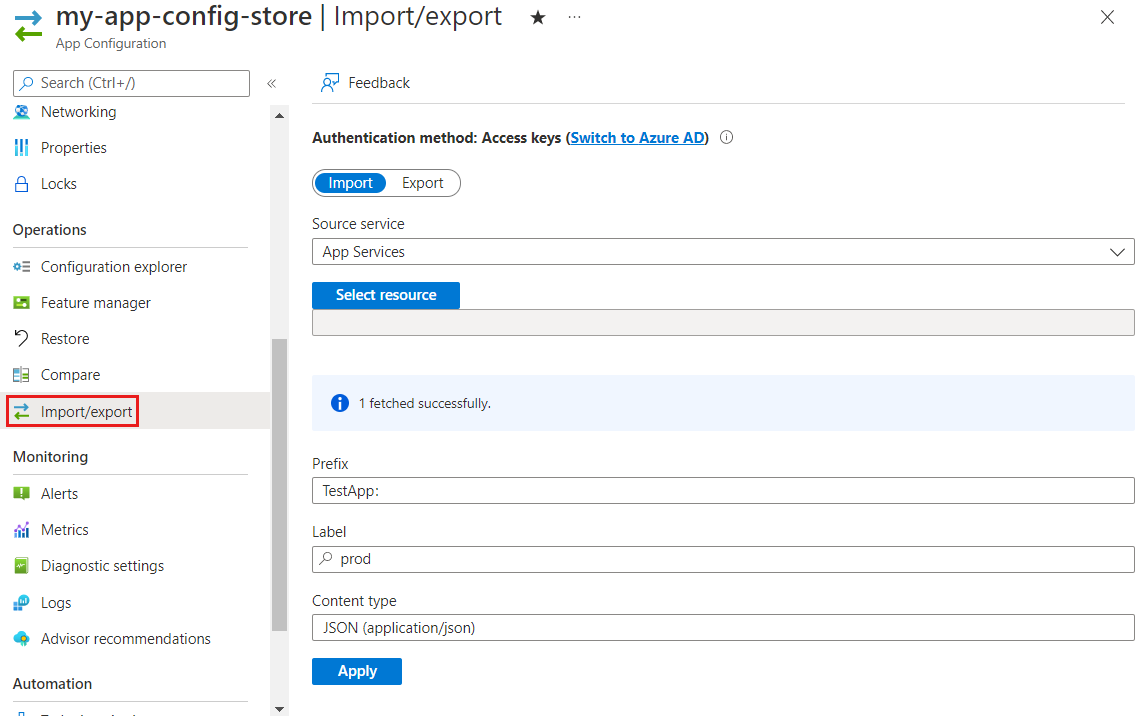 my-app-config-store | Import/export
App Configuration
Search (Ctrl+/)
Networking
Properties
Locks
Operations
Configuration explorer
Feature manager
Restore
Compare
Import/export
Monitoring
Alerts
Metrics
Diagnostic settings
Logs
Advisor recommendations
Automation
Feedback
Authentication method: Access keys (Switch to Azure AD)
Import Export
Source service
App Services
Select resource
1 fetched successfully.
Prefix
TestApp:
Label
prod
Content type
JSON (application/json)
Apply